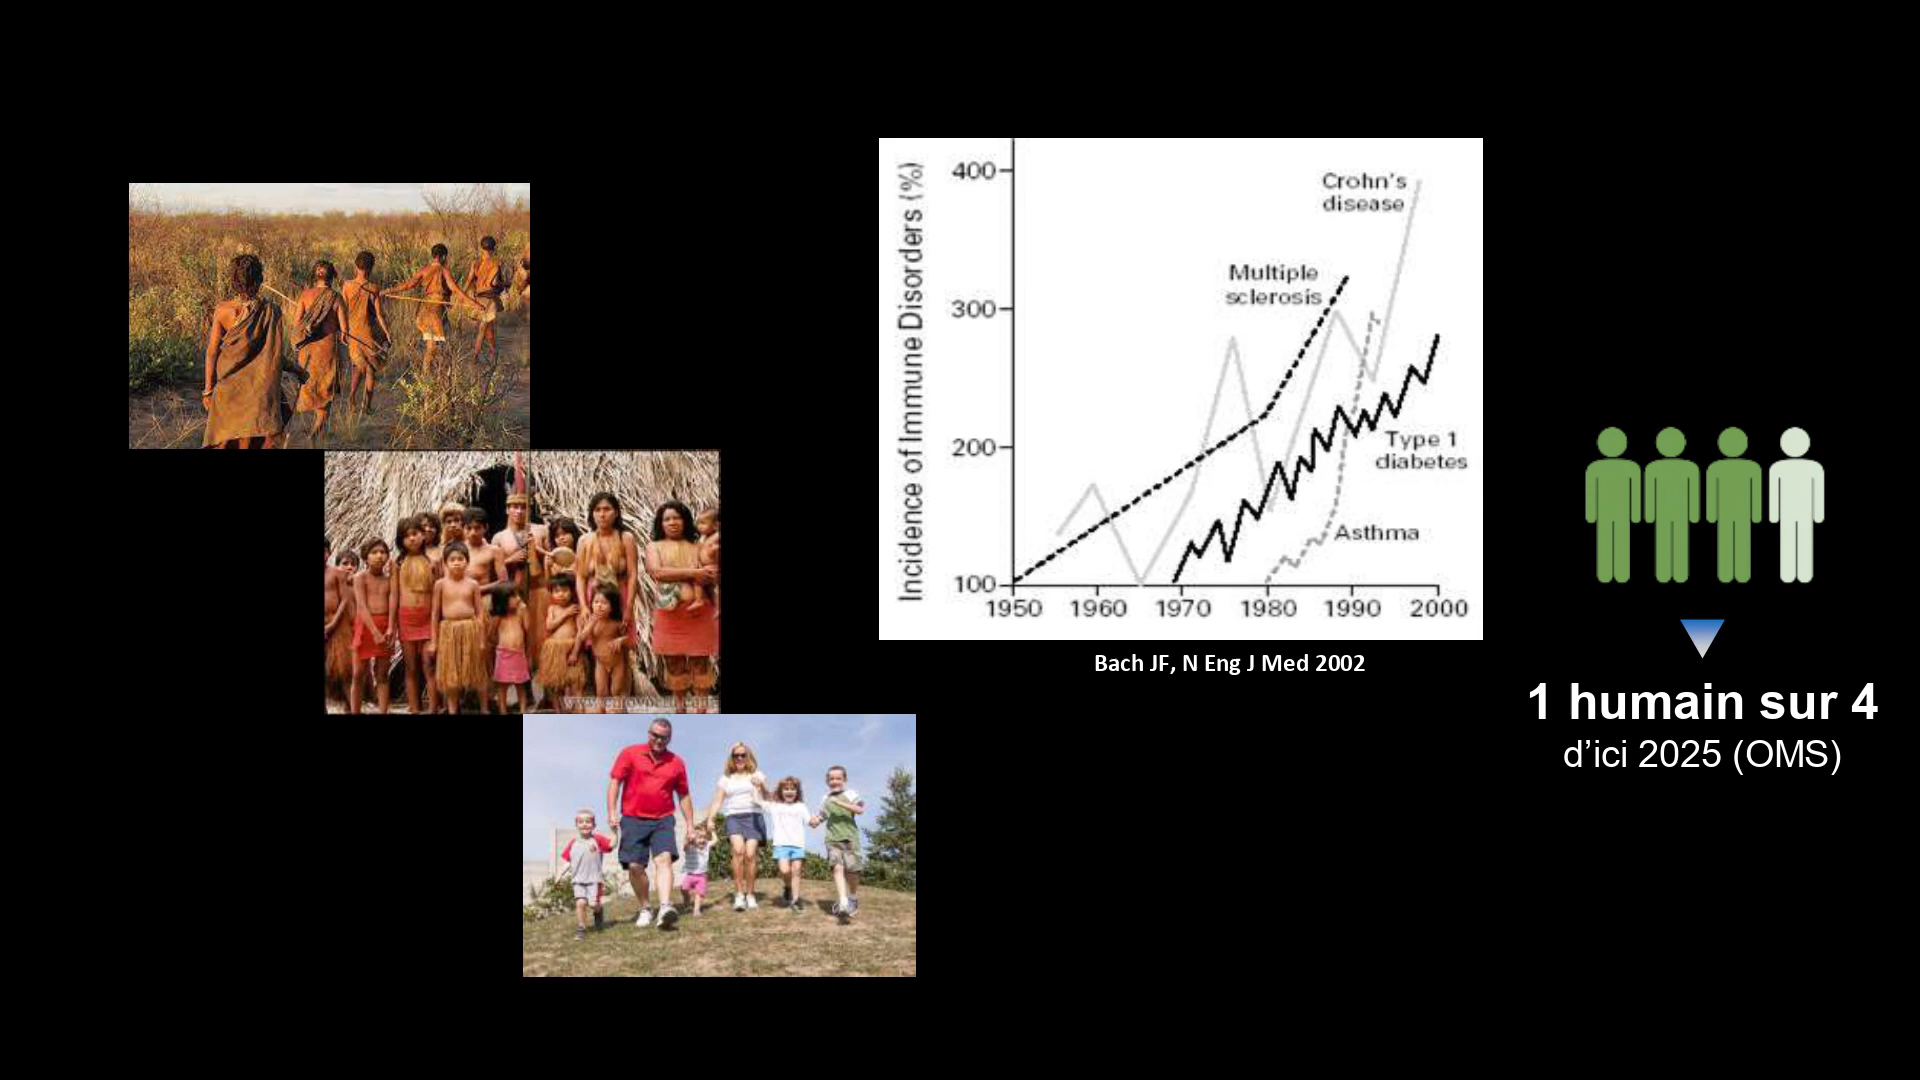 Incidence of Immune Disorders (%)
400
300
200
100
1950 1960 1970 1980 1990 2000
Crohn's
disease
Multiple
sclerosis
Type 1
diabetes
Asthma
Bach JF, N Eng J Med 2002
1 humain sur 4
d'ici 2025 (OMS)